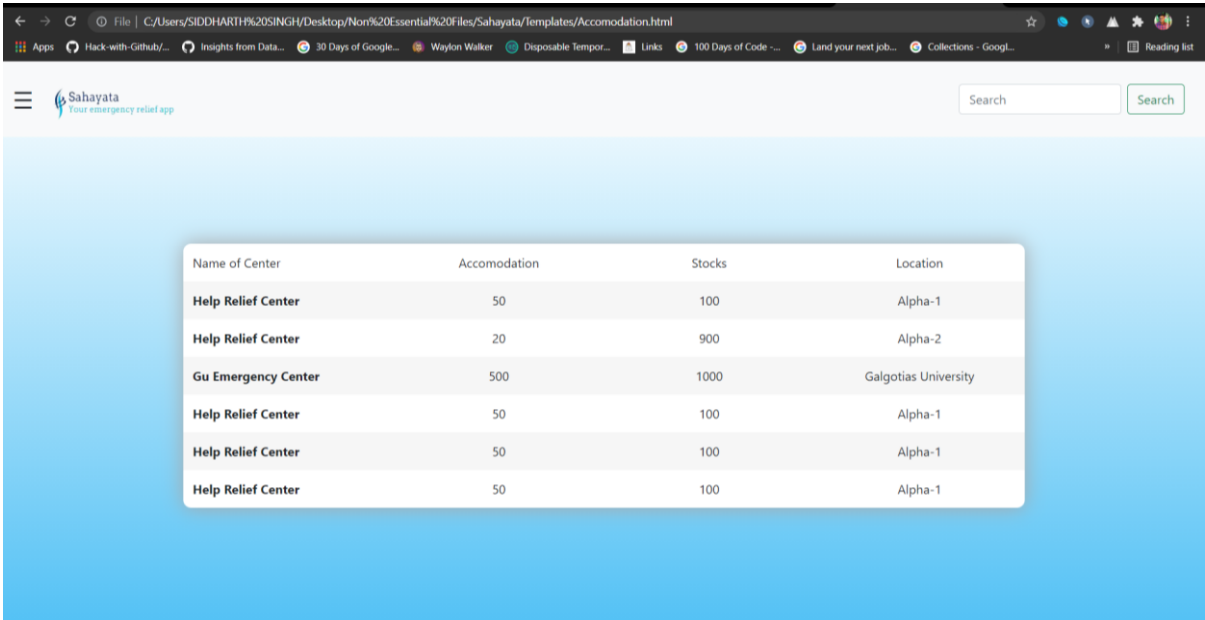 File | C:/Users/SIDDHARTH%20SINGH/Desktop/Non%20Essential%20Files/Sahayata/Templates/Accomodation.html
Apps Hack-with-Github/... Insights from Data... 30 Days of Google... Waylon Walker Disposable Tempor... Links 100 Days of Code -... Land your next job... Collections - Googl... » Reading list
Sahayata
Your emergency relief app
Search Search
Name of Center Accomodation Stocks Location
Help Relief Center 50 100 Alpha-1
Help Relief Center 20 900 Alpha-2
Gu Emergency Center 500 1000 Galgotias University
Help Relief Center 50 100 Alpha-1
Help Relief Center 50 100 Alpha-1
Help Relief Center 50 100 Alpha-1